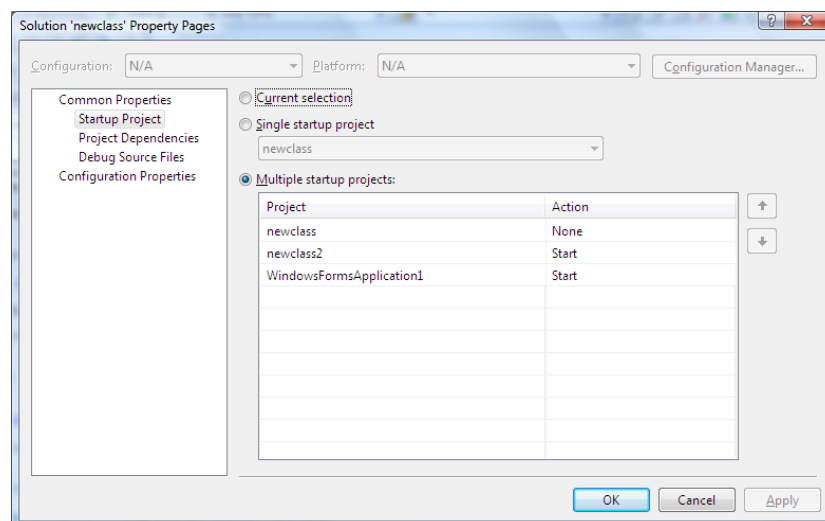 Solution 'newclass' Property Pages
?
X
Configuration: N/A Platform: N/A Configuration Manager...
Common Properties
Startup Project
Project Dependencies
Debug Source Files
Configuration Properties
Current selection
Single startup project
newclass
Multiple startup projects:
Project Action
newclass None
newclass2 Start
WindowsFormsApplication1 Start
OK Cancel Apply